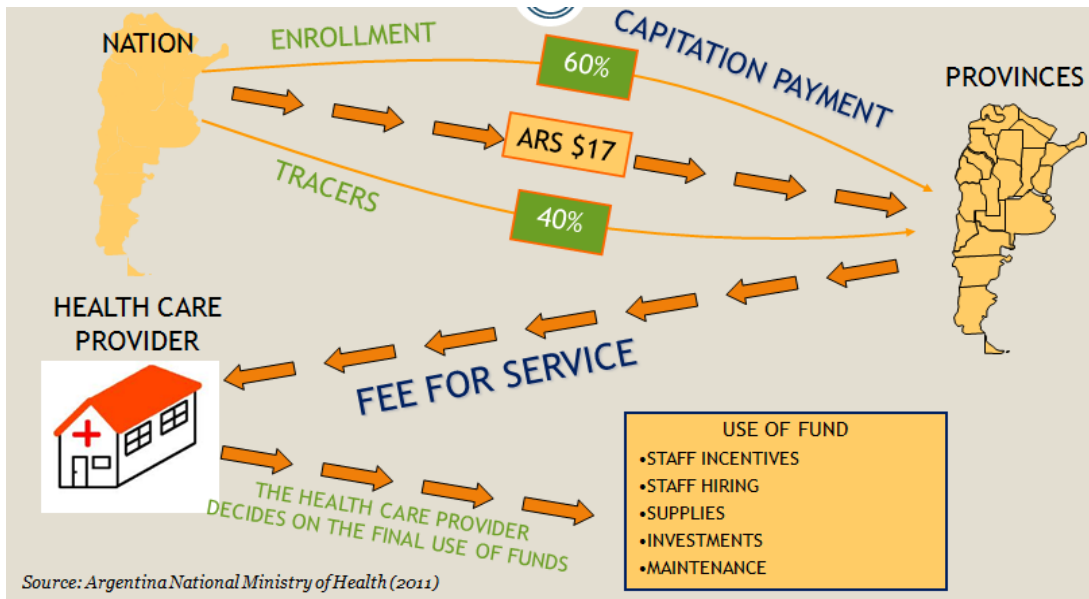 NATION
ENROLLMENT
60%
CAPITATION PAYMENT
PROVINCES
ARS $17
TRACERS
40%
HEALTH CARE
PROVIDER
FEE FOR SERVICE
THE HEALTH CARE PROVIDER
DECIDES ON THE FINAL USE OF FUNDS
USE OF FUND
•STAFF INCENTIVES
•STAFF HIRING
•SUPPLIES
•INVESTMENTS
•MAINTENANCE
Source: Argentina National Ministry of Health (2011)